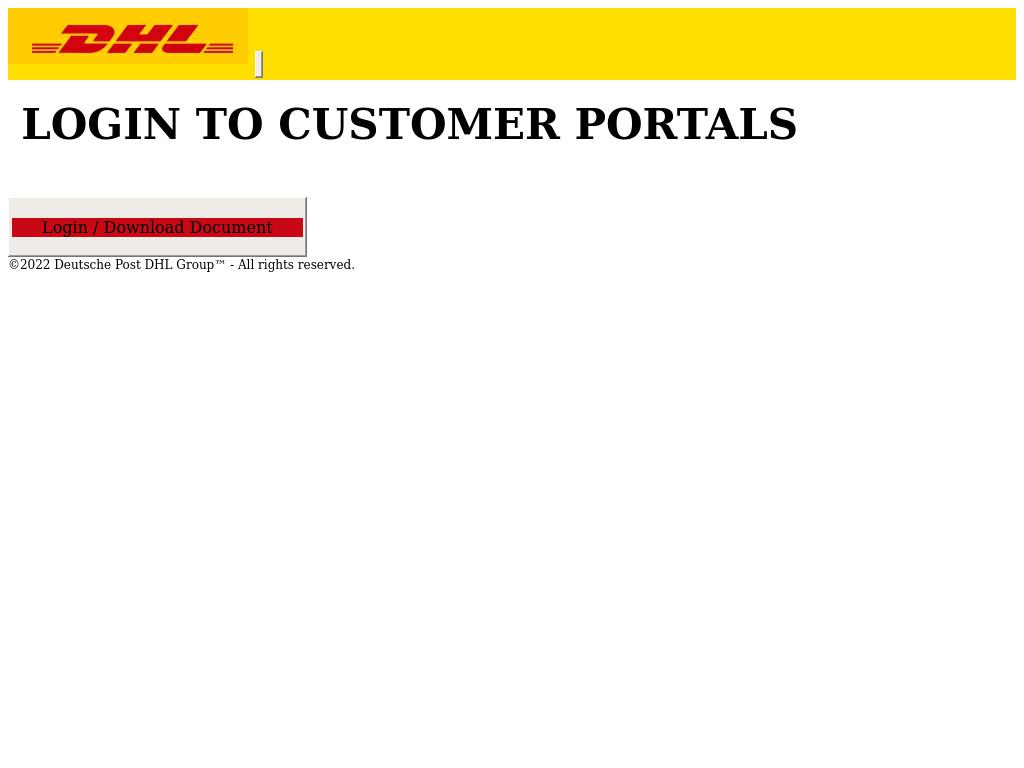 DHL
LOGIN TO CUSTOMER PORTALS
Login / Download Document
©2022 Deutsche Post DHL Group™ - All rights reserved.